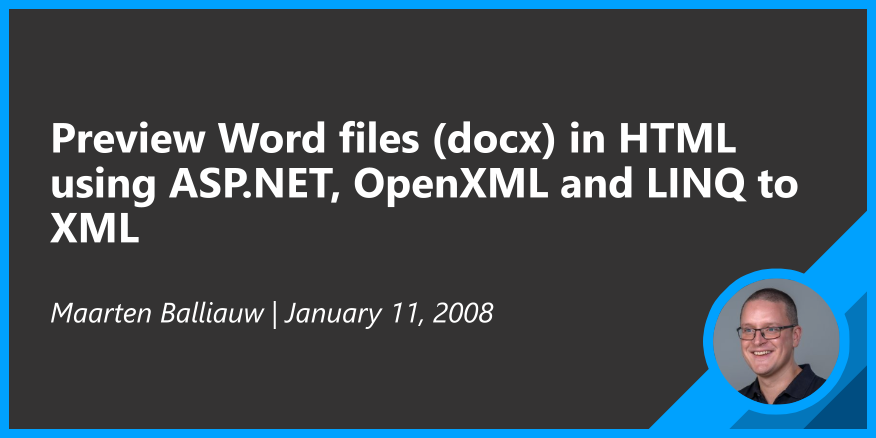 Preview Word files (docx) in HTML
using ASP.NET, OpenXML and LINQ to
XML
Maarten Balliauw | January 11, 2008